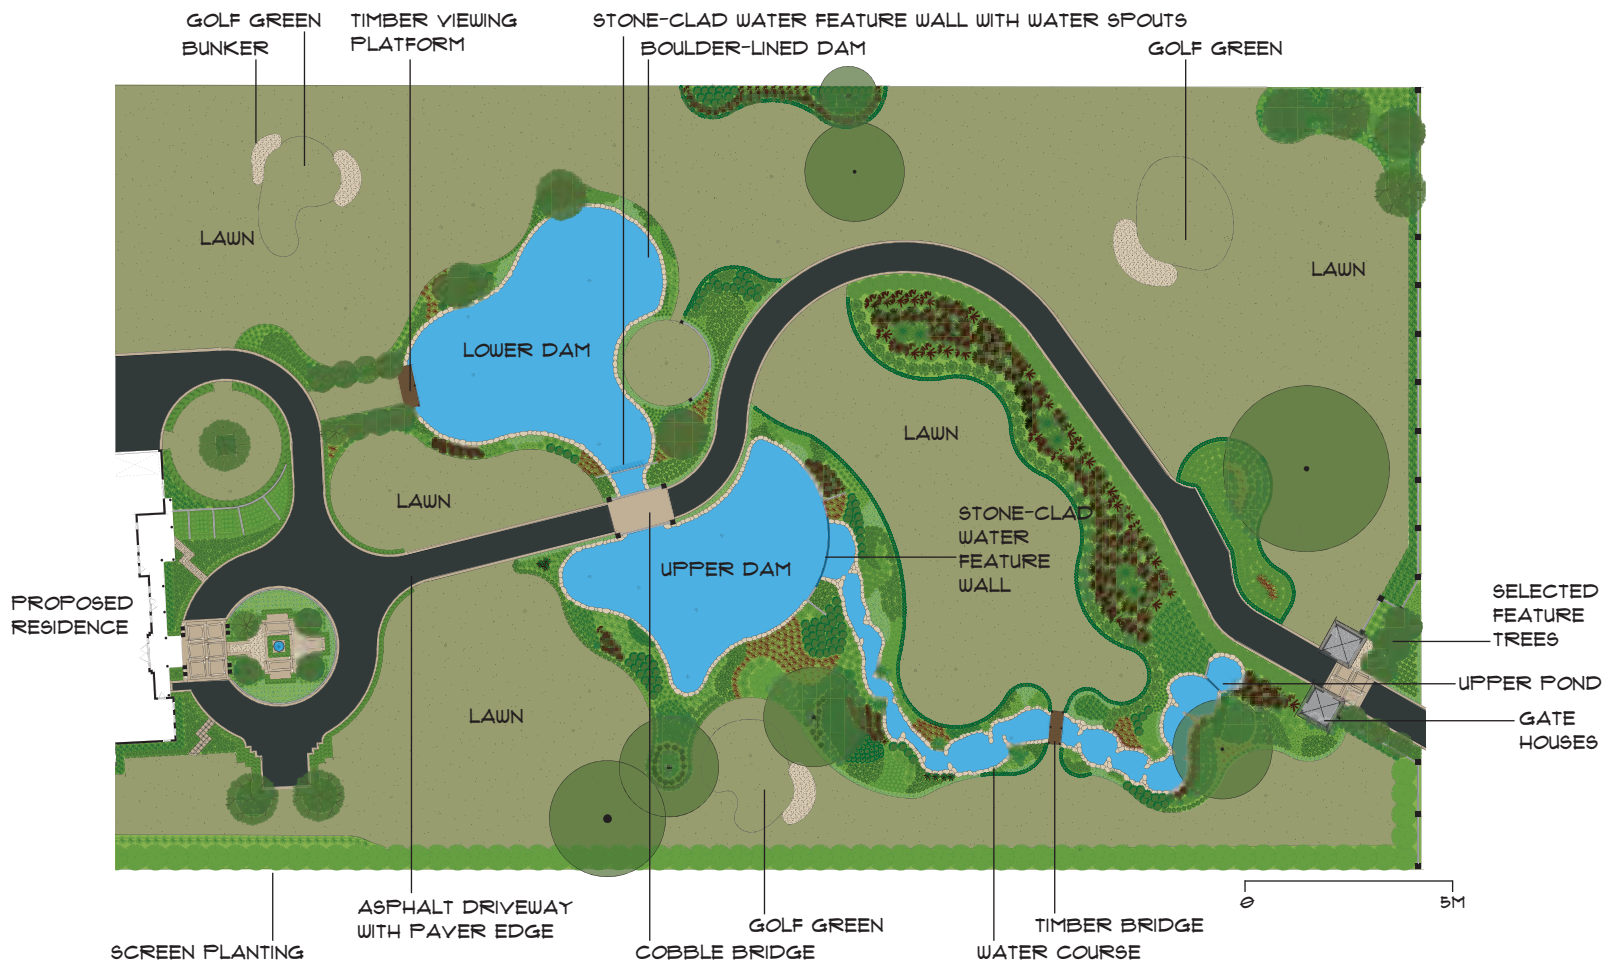 GOLF GREEN
BUNKER
TIMBER VIEWING
PLATFORM
STONE-CLAD WATER FEATURE WALL WITH WATER SPOUTS
BOULDER-LINED DAM
GOLF GREEN
LAWN
LAWN
LOWER DAM
LAWN
LAWN
STONE-CLAD
WATER
FEATURE
WALL
UPPER DAM
PROPOSED
RESIDENCE
SELECTED
FEATURE
TREES
UPPER POND
GATE
HOUSES
LAWN
0
5M
ASPHALT DRIVEWAY
WITH PAVER EDGE
GOLF GREEN
TIMBER BRIDGE
SCREEN PLANTING
COBBLE BRIDGE
WATER COURSE